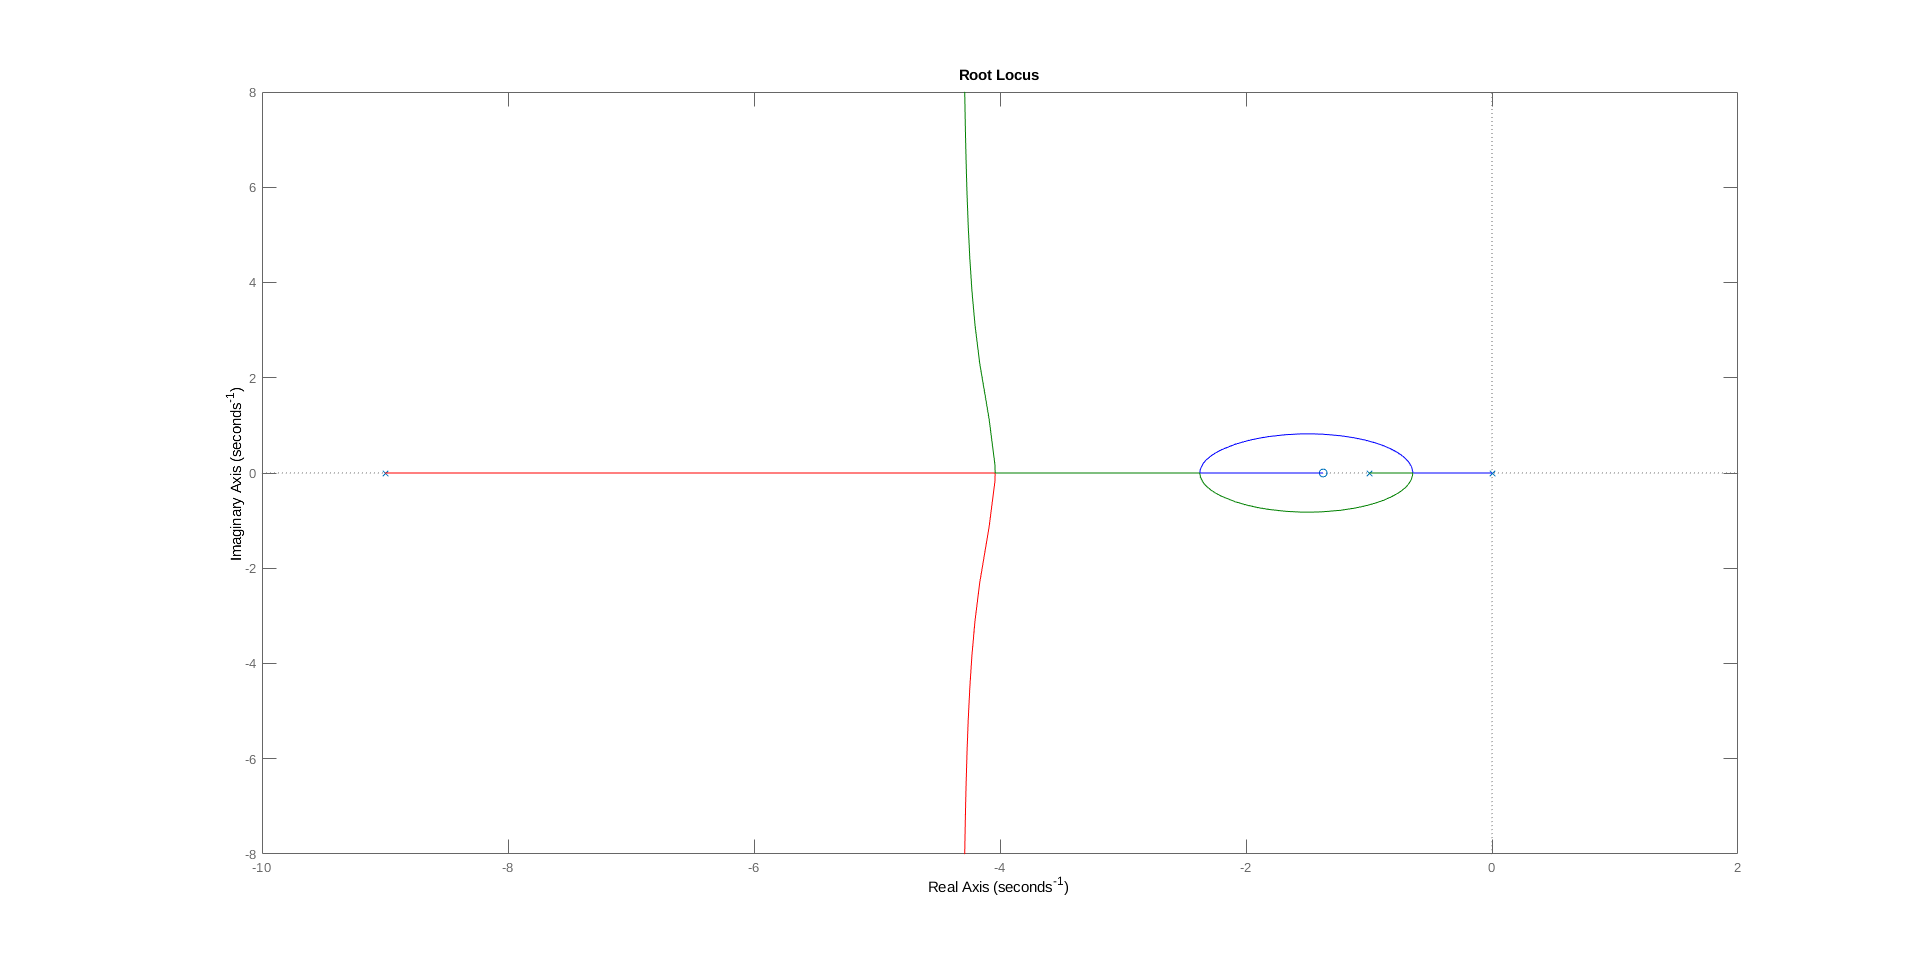 Root Locus
8
6
4
2
0
-2
-4
-6
-8
Imaginary Axis (seconds⁻¹)
-10 -8 -6 -4 -2 0 2
Real Axis (seconds⁻¹)